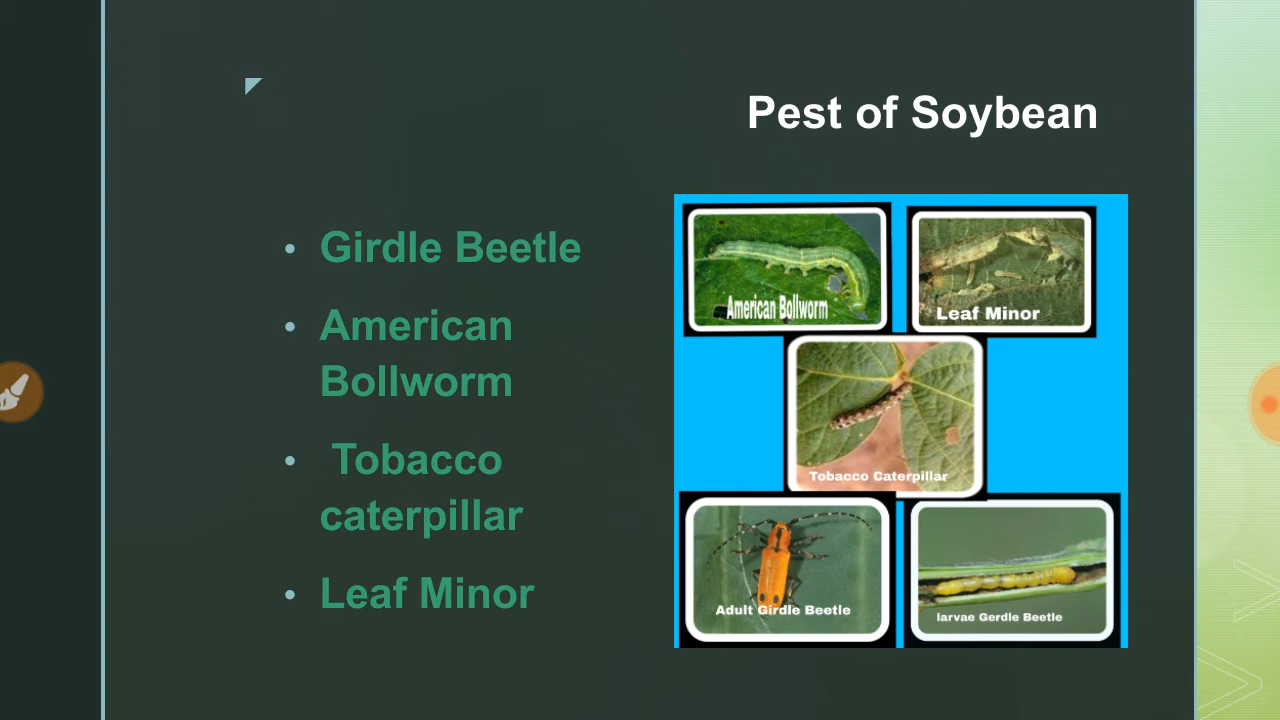 Pest of Soybean
• Girdle Beetle
• American
Bollworm
• Tobacco
caterpillar
• Leaf Minor
American Bollworm
Leaf Minor
Tobacco Caterpillar
Adult Girdle Beetle
larvae Gerdle Beetle